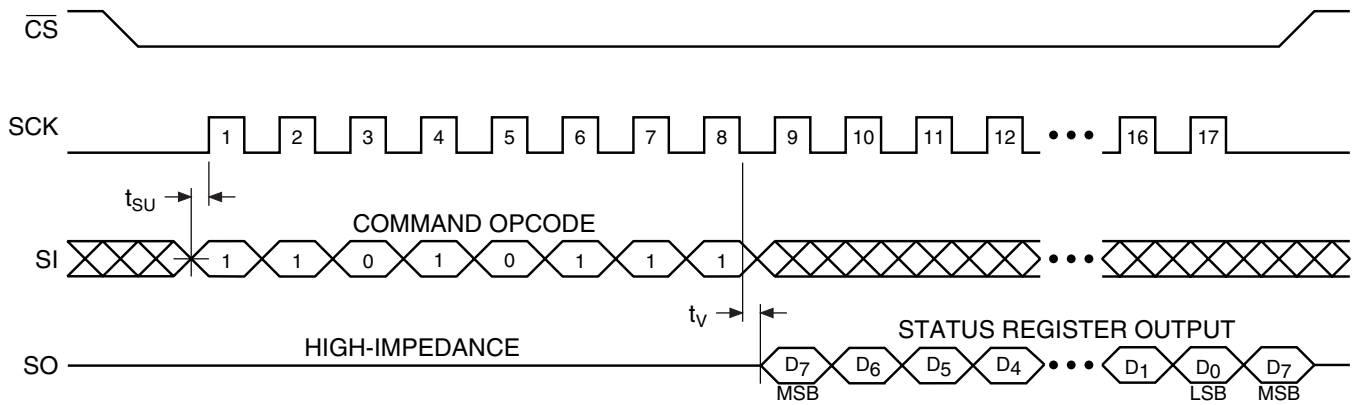 CS
SCK 1 2 3 4 5 6 7 8 9 10 11 12 ••• 16 17
tSU
COMMAND OPCODE
SI 1 1 0 1 0 1 1 1 •••
tV
STATUS REGISTER OUTPUT
HIGH-IMPEDANCE
SO D7 D6 D5 D4 ••• D1 D0 D7
MSB LSB MSB